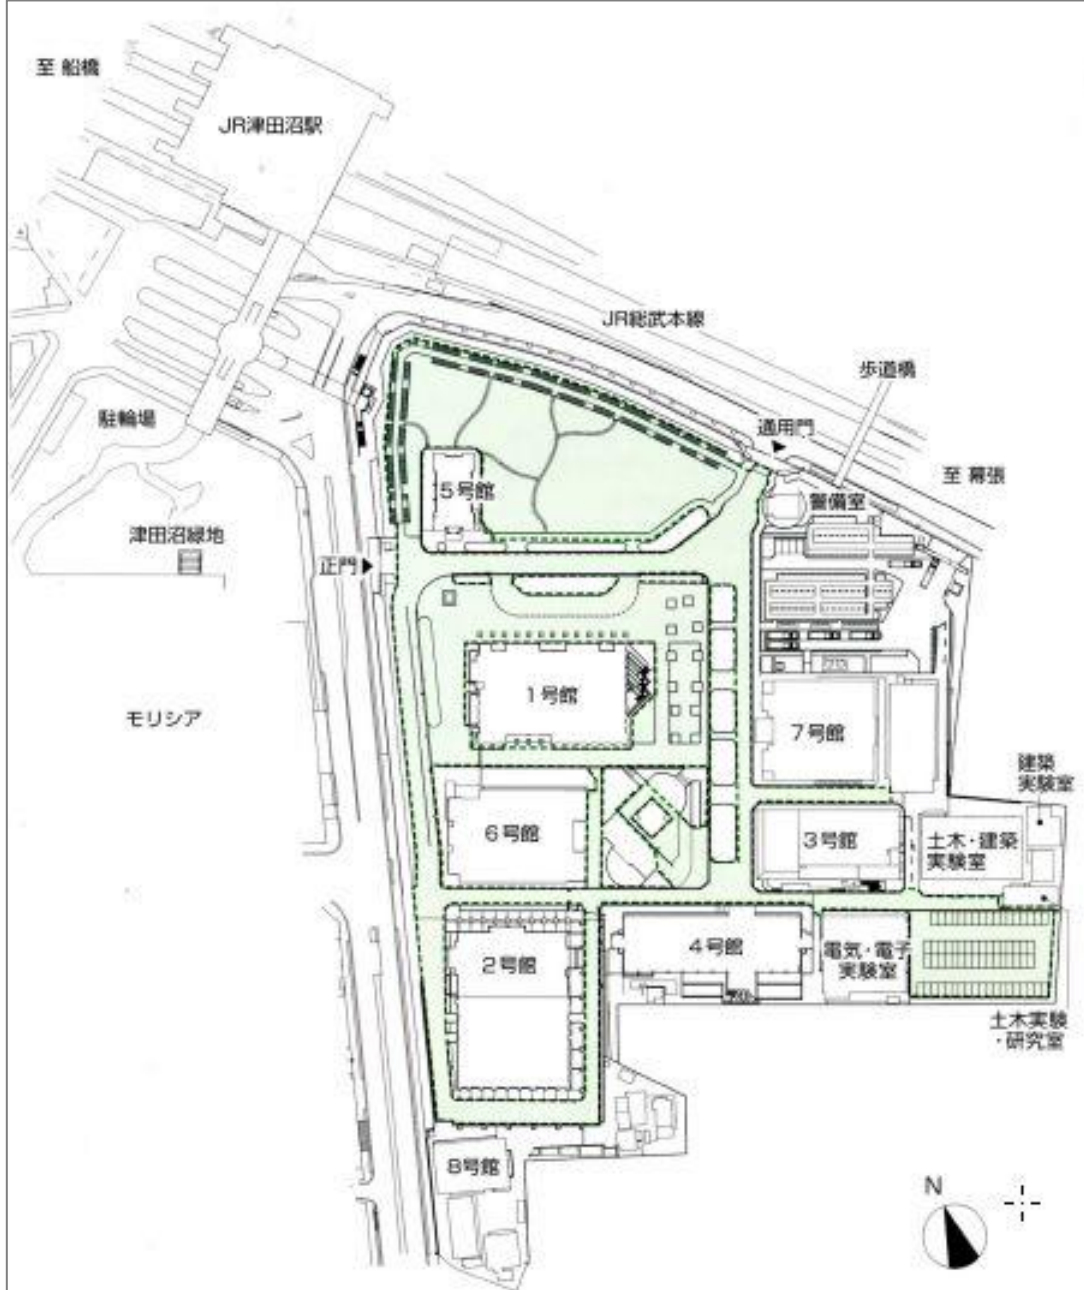 至 船橋
JR津田沼駅
JR総武本線
歩道橋
通用門
駐輪場
至 幕張
5号館
警備室
津田沼緑地
正門
1号館
モリシア
7号館
建築
実験室
6号館
3号館
土木・建築
実験室
4号館
2号館
電気・電子
実験室
土木実験
・研究室
8号館
N